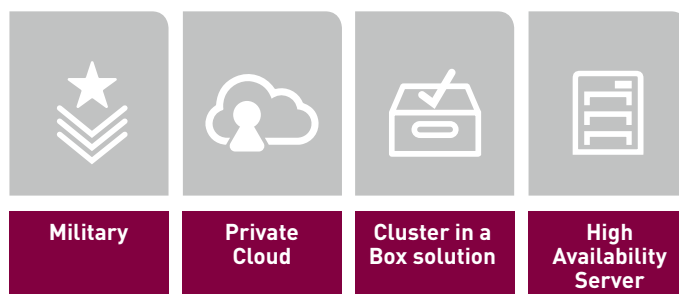 Military
Private
Cloud
Cluster in a
Box solution
High
Availability
Server